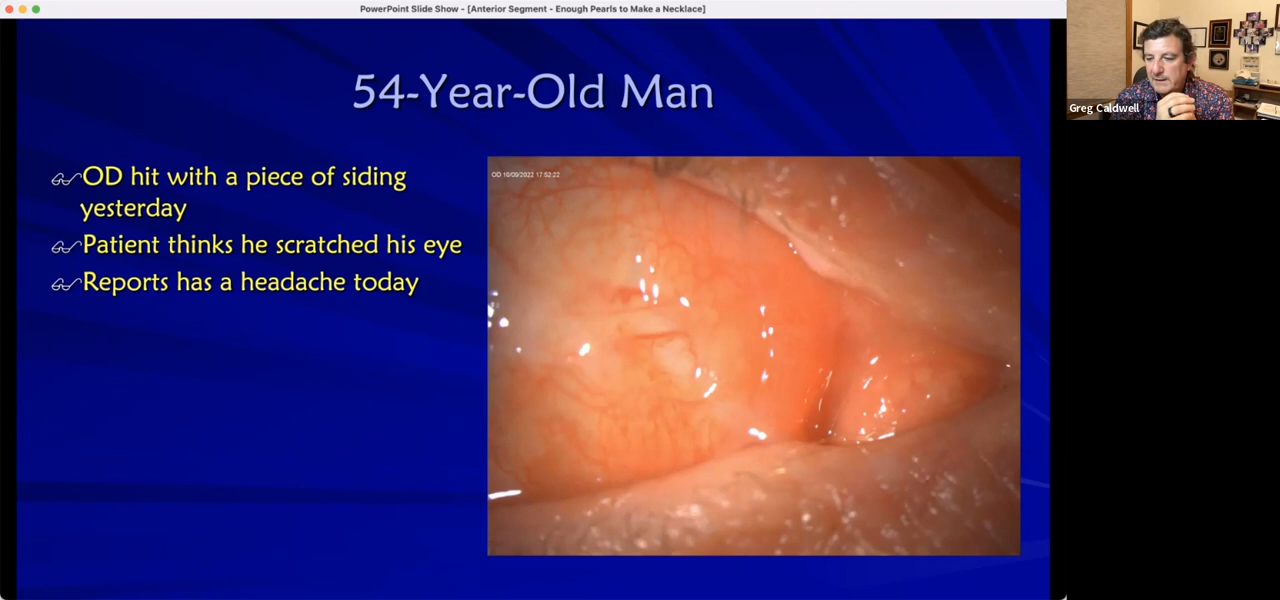 PowerPoint Slide Show - [Anterior Segment - Enough Pearls to Make a Necklace]
54-Year-Old Man
OD hit with a piece of siding
yesterday
Patient thinks he scratched his eye
Reports has a headache today
OD 10/09/2022 17:52:22
Greg Caldwell